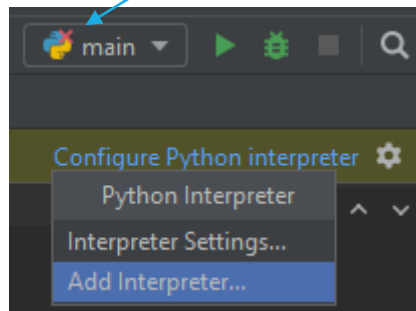 main
Configure Python interpreter
Python Interpreter
Interpreter Settings...
Add Interpreter...